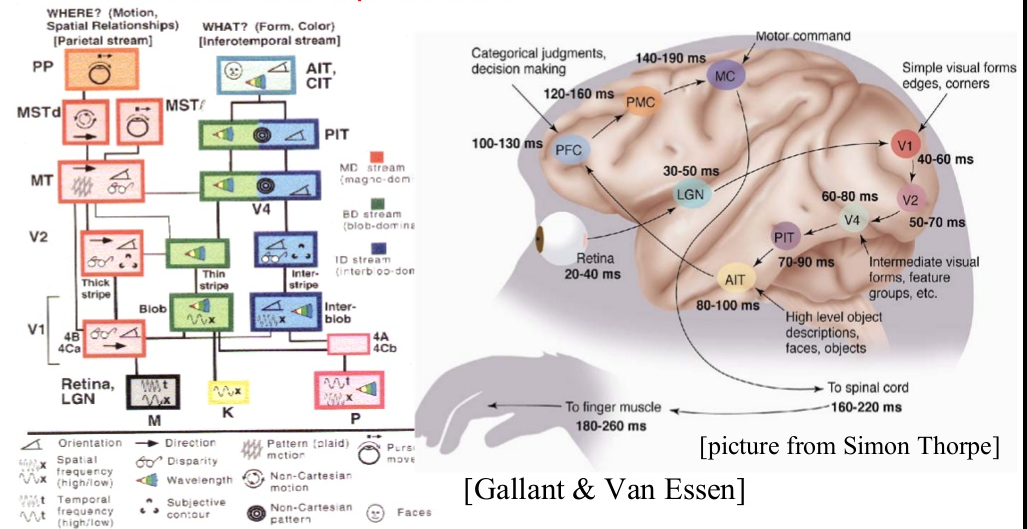 WHERE? (Motion,
Spatial Relationships)
[Parietal stream]
WHAT? (Form, Color)
[Inferotemporal stream]
PP
AIT,
CIT
MSTd
MSTℓ
PIT
MT
V4
MD stream
(magno-dom
BD stream
(blob-domina
ID stream
(interblob-dom
V2
Thick
stripe
Thin
stripe
Inter-
stripe
Blob
Inter-
blob
V1
4B
4Ca
4A
4Cb
Retina,
LGN
M
K
P
t
x
x
t
x
x
x
Orientation
Direction
Pattern (plaid)
motion
Pursu
move
Spatial
frequency
(high/low)
x
x
Disparity
Wavelength
Non-Cartesian
motion
Temporal
frequency
(high/low)
t
t
Subjective
contour
Non-Cartesian
pattern
Faces
Motor command
Categorical judgments,
decision making
140-190 ms
MC
Simple visual forms
edges, corners
120-160 ms
PMC
100-130 ms
PFC
V1
40-60 ms
30-50 ms
LGN
60-80 ms
V2
50-70 ms
V4
PIT
70-90 ms
Retina
20-40 ms
AIT
80-100 ms
Intermediate visual
forms, feature
groups, etc.
High level object
descriptions,
faces, objects
To spinal cord
160-220 ms
To finger muscle
180-260 ms
[picture from Simon Thorpe]
[Gallant & Van Essen]